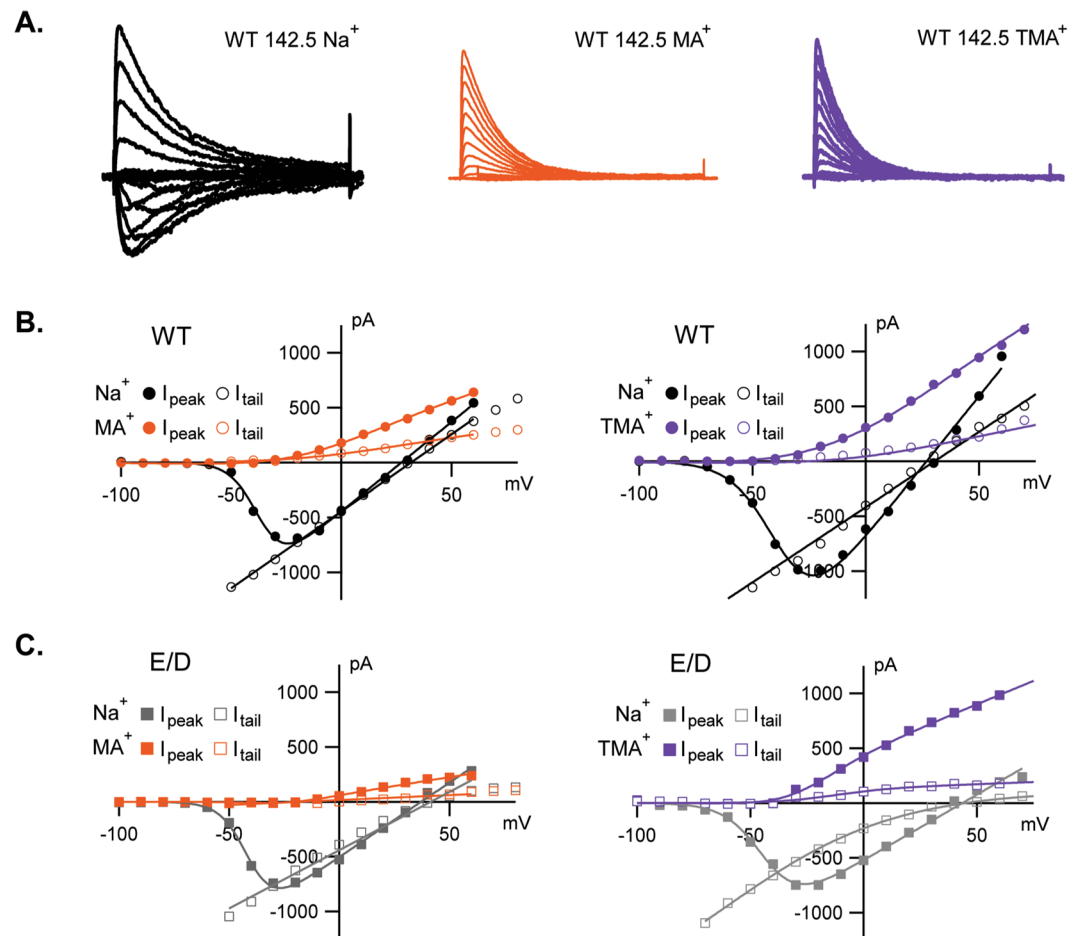 A.
WT 142.5 Na+
WT 142.5 MA+
WT 142.5 TMA+
B.
WT
pA
1000
500
-500
-1000
-100
-50
50
mV
Na+ Ipeak Itail
MA+ Ipeak Itail
WT
pA
1000
500
-500
-1000
-100
-50
50
mV
Na+ Ipeak Itail
TMA+ Ipeak Itail
C.
E/D
pA
1000
500
-500
-1000
-100
-50
50
mV
Na+ Ipeak Itail
MA+ Ipeak Itail
E/D
pA
1000
500
-500
-1000
-100
-50
50
mV
Na+ Ipeak Itail
TMA+ Ipeak Itail